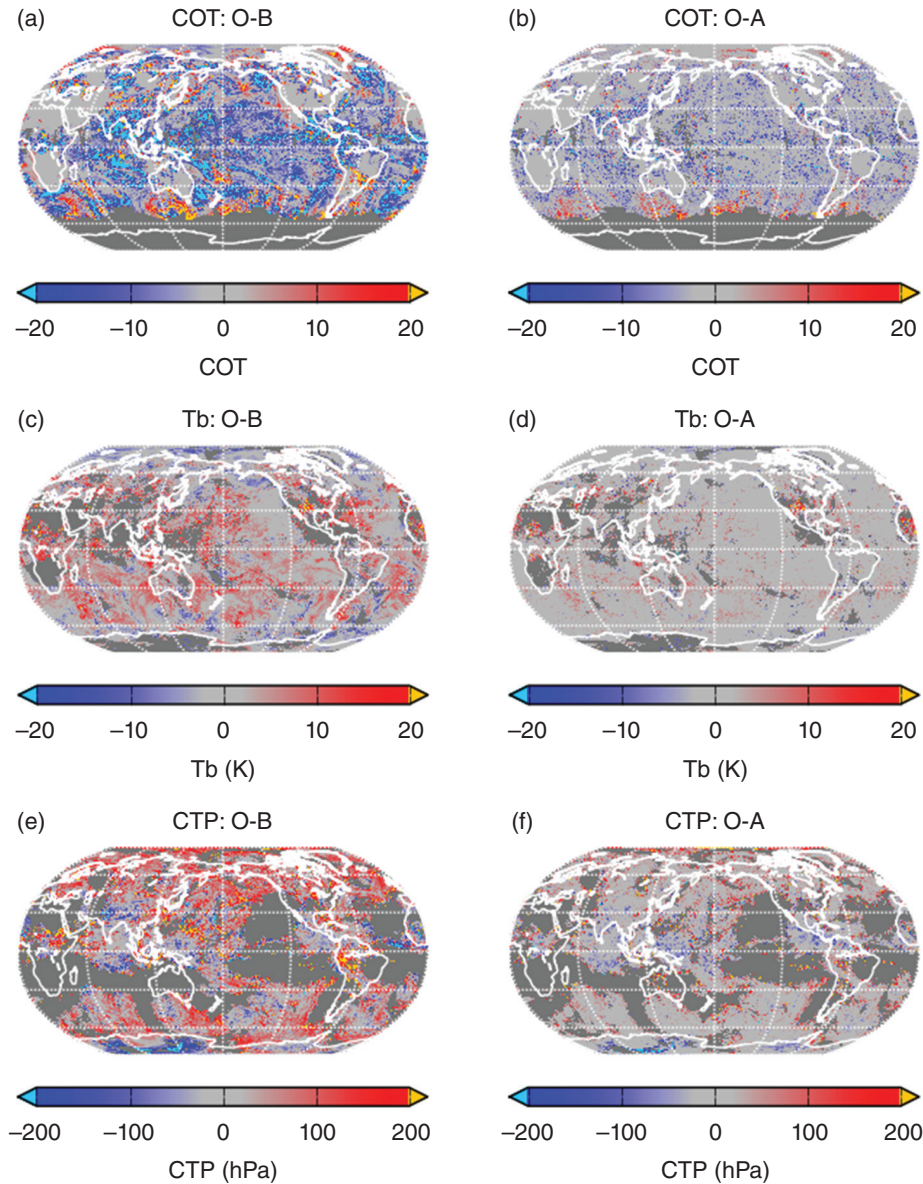 (a) COT: O-B
(b) COT: O-A
–20 –10 0 10 20
–20 –10 0 10 20
COT
COT
(c) Tb: O-B
(d) Tb: O-A
–20 –10 0 10 20
–20 –10 0 10 20
Tb (K)
Tb (K)
(e) CTP: O-B
(f) CTP: O-A
–200 –100 0 100 200
–200 –100 0 100 200
CTP (hPa)
CTP (hPa)